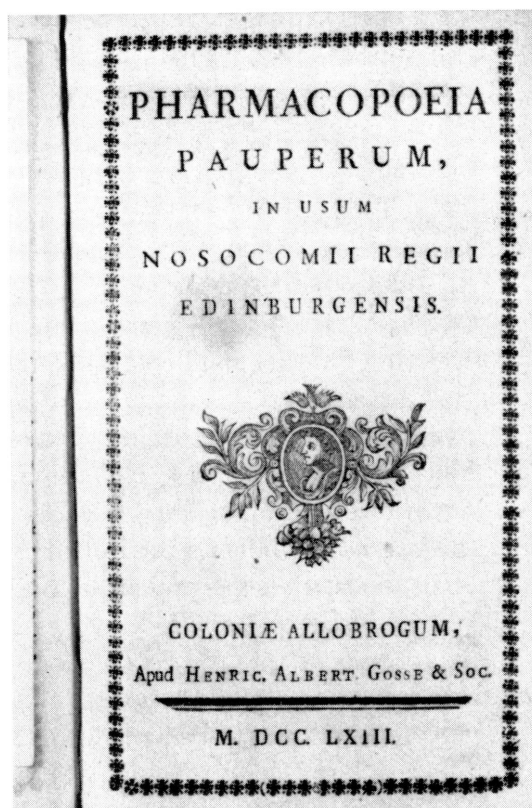 PHARMACOPOEIA
PAUPERUM,
IN USUM
NOSOCOMII REGII
EDINBURGENSIS.
COLONIÆ ALLOBROGUM,
Apud HENRIC. ALBERT. GOSSE & Soc.
M. DCC. LXIII.